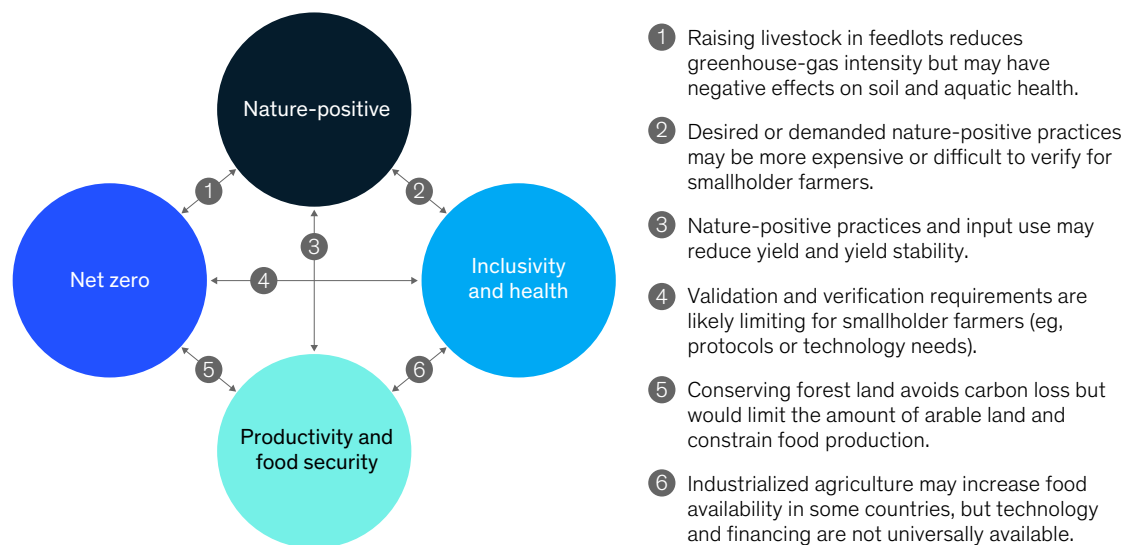 Nature-positive
Net zero
Inclusivity
and health
Productivity and
food security
1
2
3
4
5
6
1 Raising livestock in feedlots reduces
greenhouse-gas intensity but may have
negative effects on soil and aquatic health.
2 Desired or demanded nature-positive practices
may be more expensive or difficult to verify for
smallholder farmers.
3 Nature-positive practices and input use may
reduce yield and yield stability.
4 Validation and verification requirements are
likely limiting for smallholder farmers (eg,
protocols or technology needs).
5 Conserving forest land avoids carbon loss but
would limit the amount of arable land and
constrain food production.
6 Industrialized agriculture may increase food
availability in some countries, but technology
and financing are not universally available.